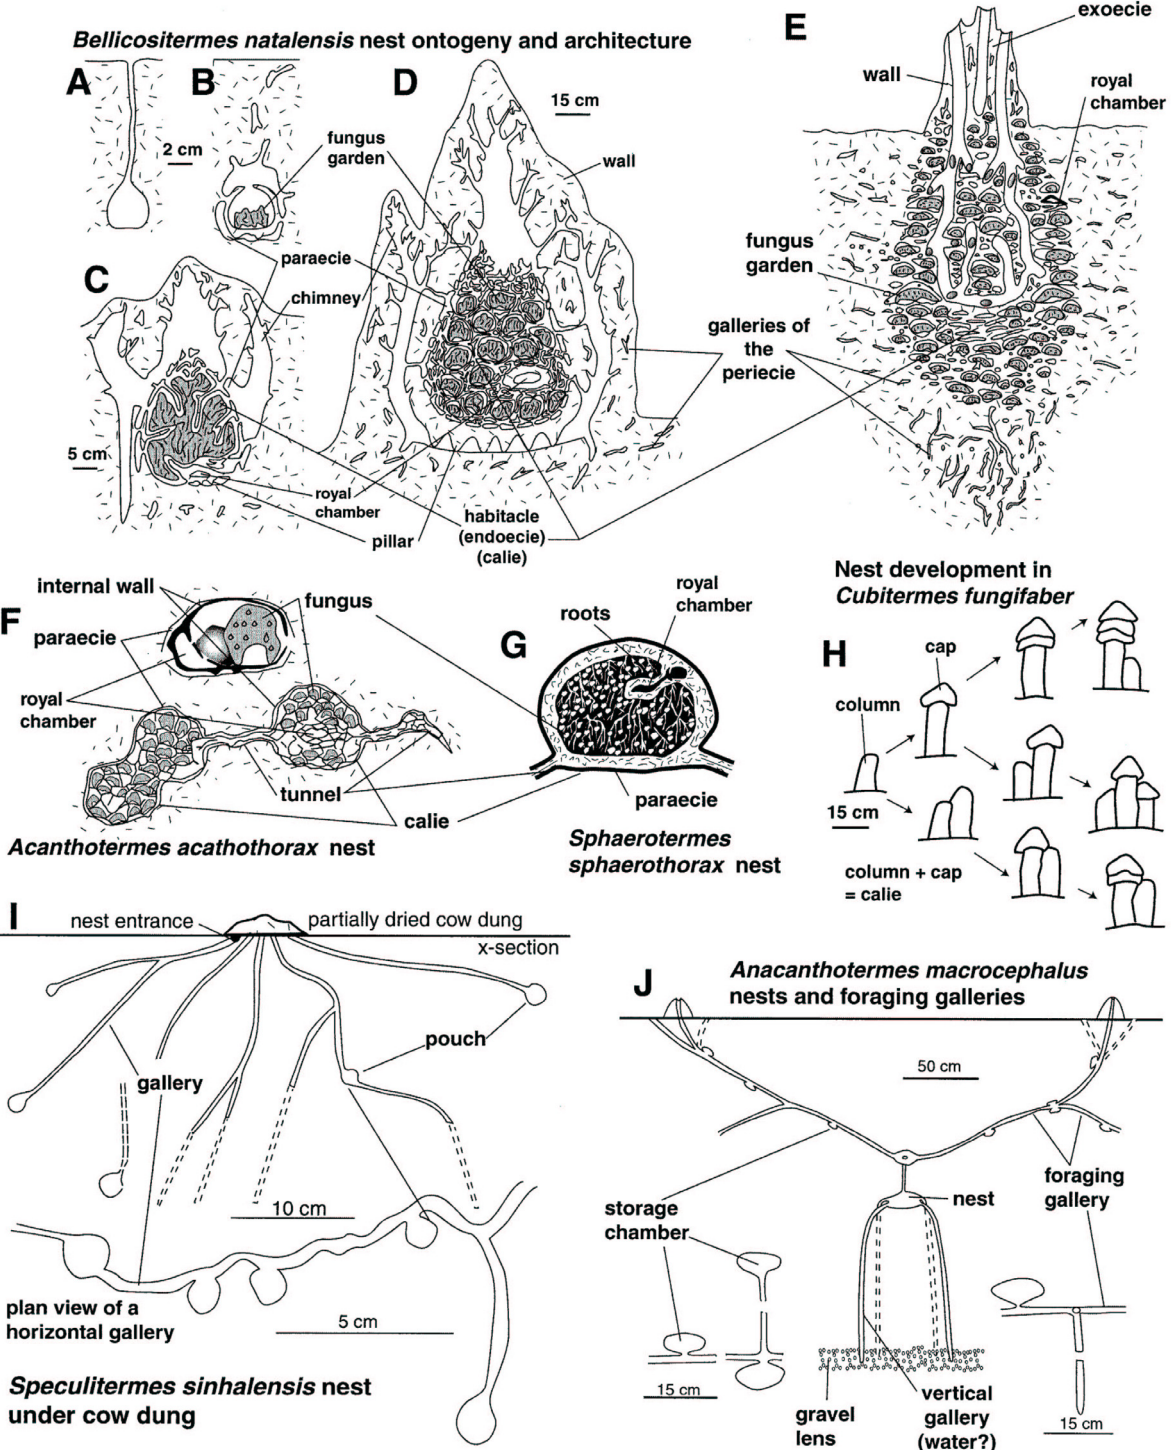 Bellicositermes natalensis nest ontogeny and architecture
A
B
D
E
exoecie
wall
royal
chamber
15 cm
2 cm
fungus
garden
wall
paraecie
C
chimney
fungus
garden
galleries of
the
periecie
5 cm
royal
chamber
pillar
habitacle
(endoecie)
(calie)
F
internal wall
fungus
paraecie
royal
chamber
tunnel
calie
Acanthotermes acathothorax nest
G
roots
royal
chamber
paraecie
Sphaerotermes
sphaerothorax nest
Nest development in
Cubitermes fungifaber
H
cap
column
15 cm
column + cap
= calie
I
nest entrance
partially dried cow dung
x-section
pouch
gallery
10 cm
plan view of a
horizontal gallery
5 cm
Speculitermes sinhalensis nest
under cow dung
J
Anacanthotermes macrocephalus
nests and foraging galleries
50 cm
storage
chamber
nest
foraging
gallery
15 cm
gravel
lens
vertical
gallery
(water?)
15 cm